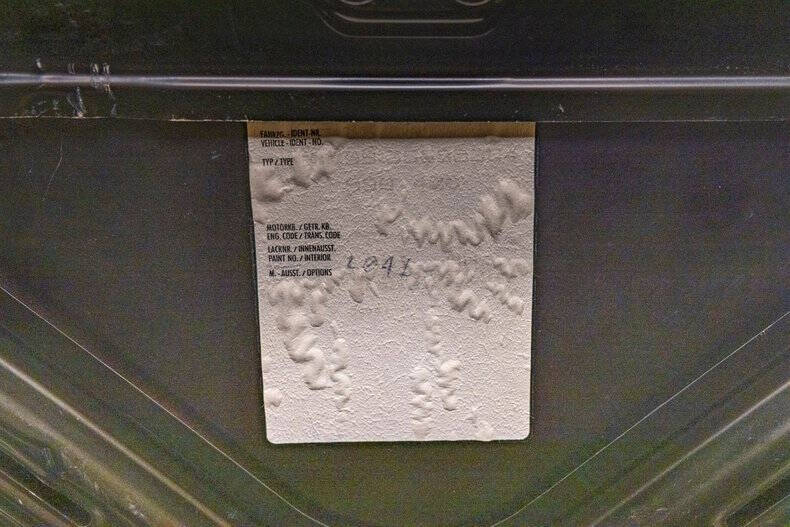 FAHRZG. - IDENT-NR.
VEHICLE - IDENT - NO.
TYP / TYPE
MOTORKB. / GETR. KB.
ENG. CODE / TRANS. CODE
LACKNR. / INNENAUSST.
PAINT NO. / INTERIOR
M. - AUSST. / OPTIONS